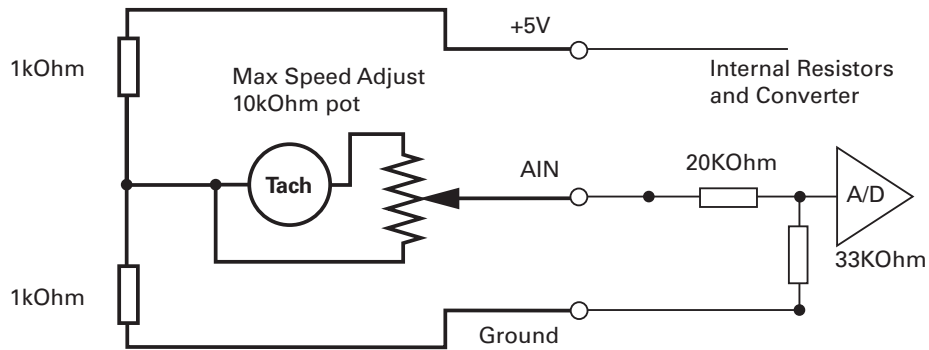 +5V
1kOhm
Max Speed Adjust
10kOhm pot
Internal Resistors
and Converter
Tach
AIN
20KOhm
A/D
33KOhm
1kOhm
Ground